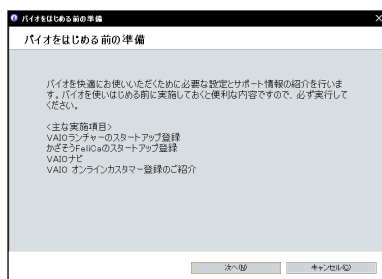 バイオをはじめる前の準備
バイオをはじめる前の準備
バイオを快適にお使いいただくために必要な設定とサポート情報の紹介を行いま
す。バイオを使いはじめる前に実施しておくと便利な内容ですので、必ず実行して
ください。
<主な実施項目>
VAIOランチャーのスタートアップ登録
かざそうFeliCaのスタートアップ登録
VAIOナビ
VAIO オンラインカスタマー登録のご紹介
次へ(N)
キャンセル(C)